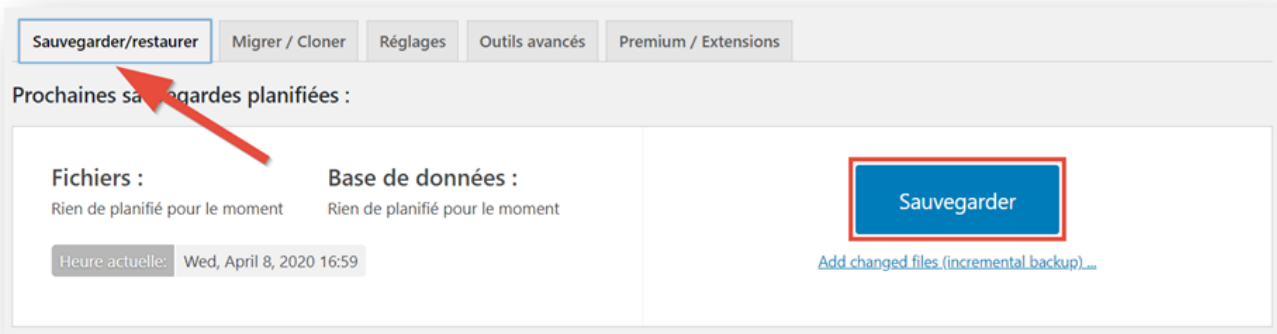 Sauvegarder/restaurer Migrer / Cloner Réglages Outils avancés Premium / Extensions
Prochaines sauvegardes planifiées :
Fichiers : Base de données :
Rien de planifié pour le moment Rien de planifié pour le moment
Sauvegarder
Heure actuelle: Wed, April 8, 2020 16:59
Add changed files (incremental backup) ...